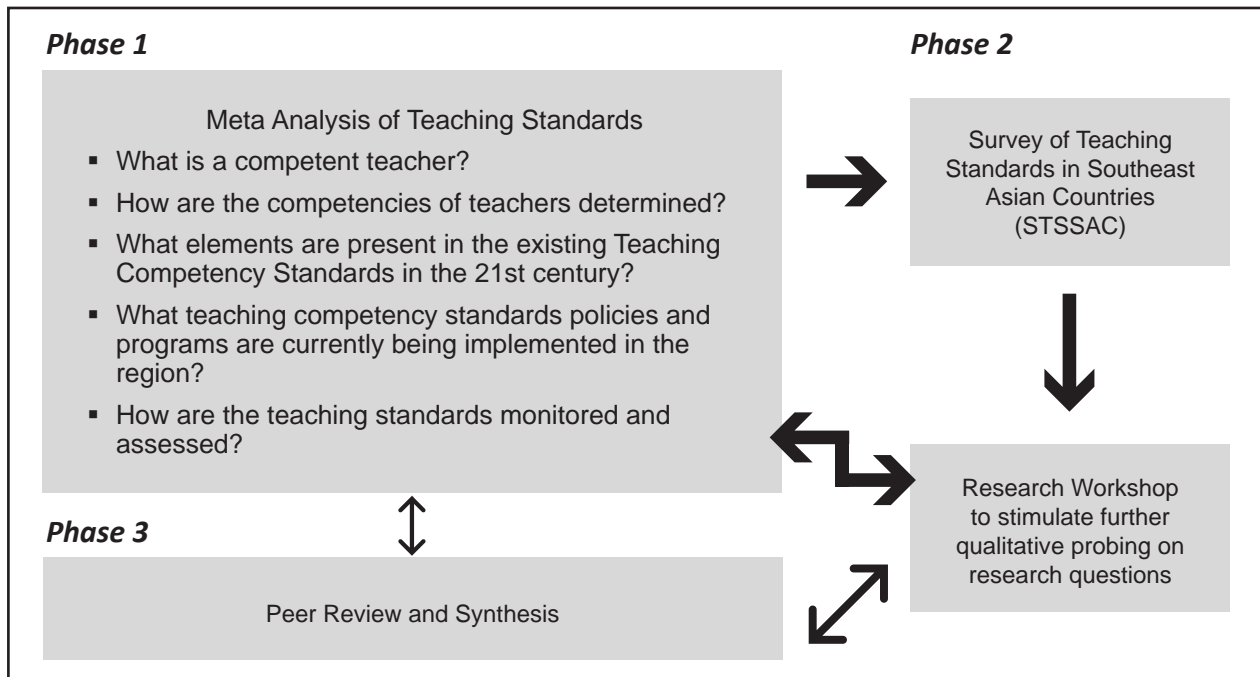 Phase 1
Meta Analysis of Teaching Standards
▪ What is a competent teacher?
▪ How are the competencies of teachers determined?
▪ What elements are present in the existing Teaching
Competency Standards in the 21st century?
▪ What teaching competency standards policies and
programs are currently being implemented in the
region?
▪ How are the teaching standards monitored and
assessed?
Phase 2
Survey of Teaching
Standards in Southeast
Asian Countries
(STSSAC)
Research Workshop
to stimulate further
qualitative probing on
research questions
Phase 3
Peer Review and Synthesis